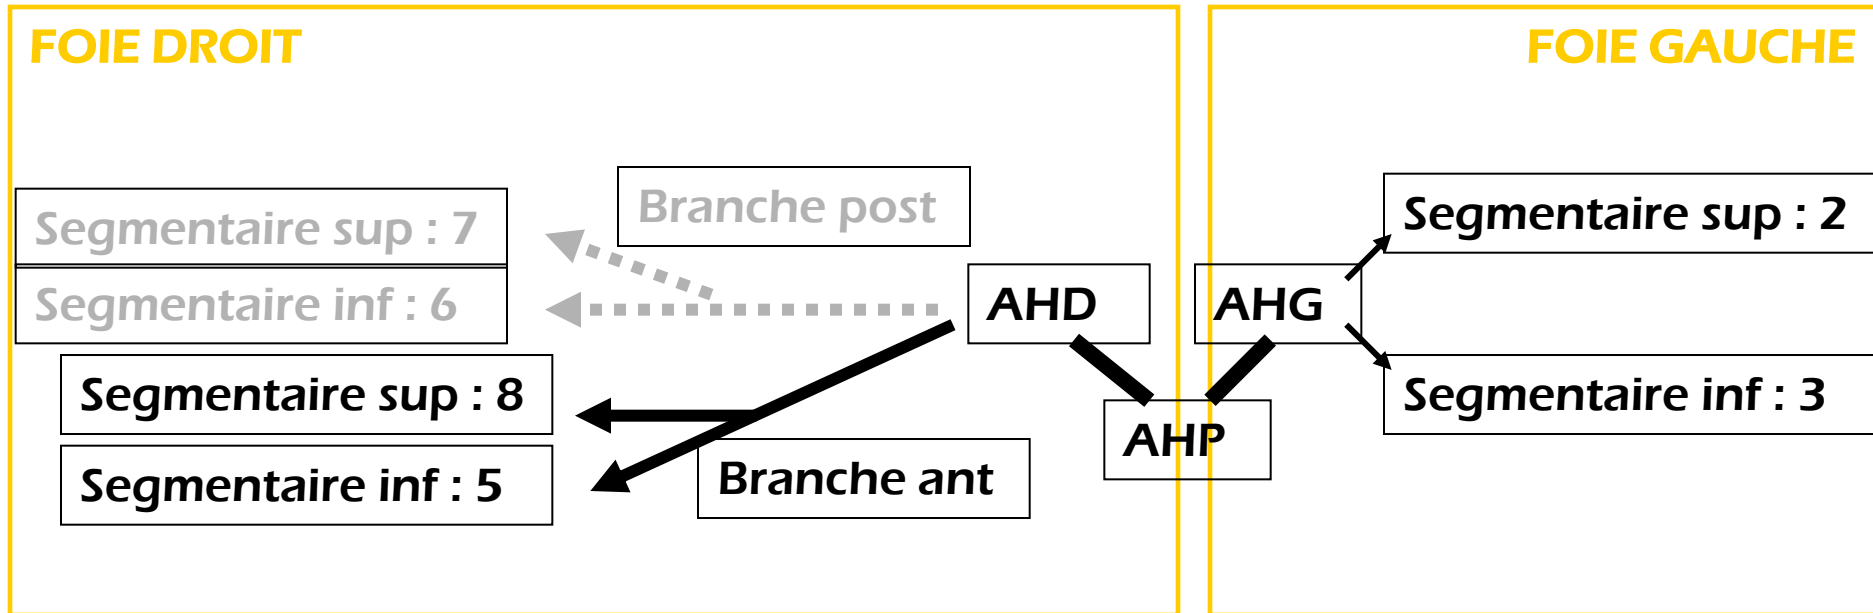 FOIE DROIT
FOIE GAUCHE
Branche post
Segmentaire sup : 7
Segmentaire inf : 6
Segmentaire sup : 8
Segmentaire inf : 5
Branche ant
AHD
AHG
AHP
Segmentaire sup : 2
Segmentaire inf : 3